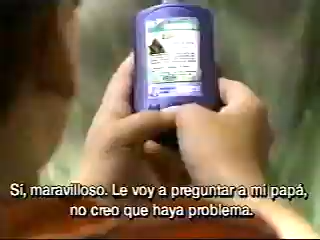 Sí, maravilloso. Le voy a preguntar a mi papá,
no creo que haya problema.